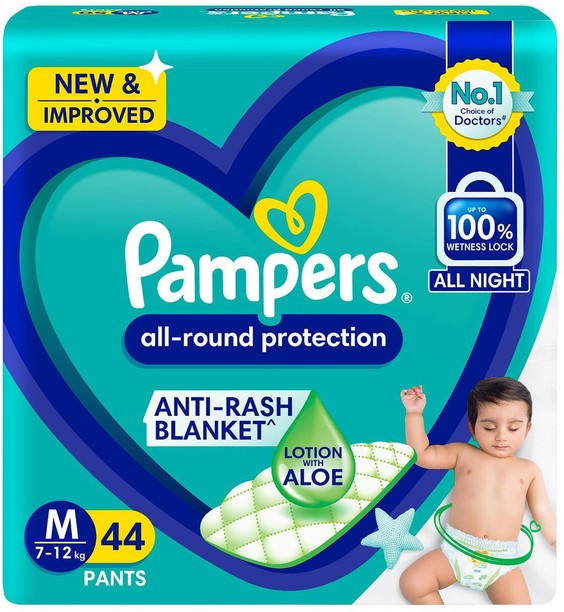 NEW &
IMPROVED
No.1
Choice of
Doctors#
UP TO
100%
WETNESS LOCK
ALL NIGHT
Pampers®
all-round protection
ANTI-RASH
BLANKET^
LOTION
WITH
ALOE
M
7-12 kg
44
PANTS